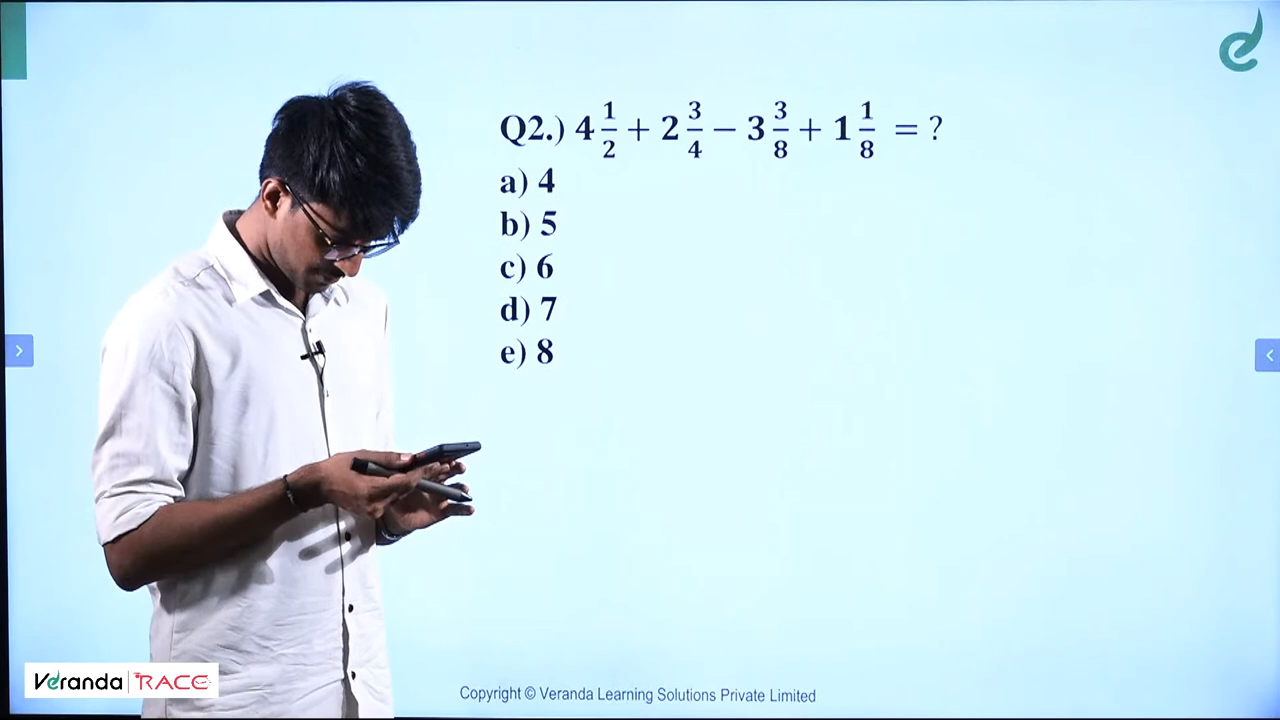 Q2.) 4 1/2 + 2 3/4 − 3 3/8 + 1 1/8 = ?
a) 4
b) 5
c) 6
d) 7
e) 8
Veranda RACE
Copyright © Veranda Learning Solutions Private Limited